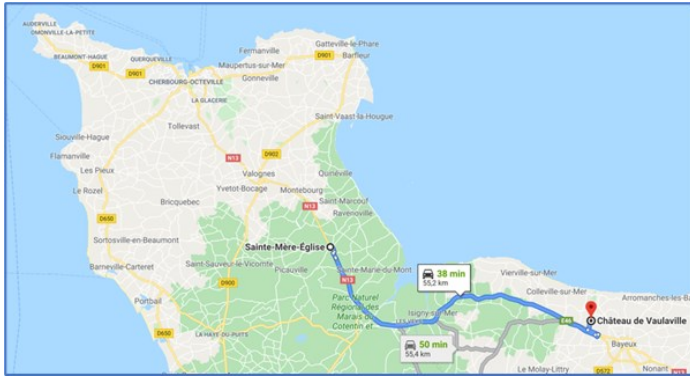 AUDERVILLE
OMONVILLE-LA-PETITE
Gatteville-le-Phare
Fermanville
BEAUMONT-HAGUE
QUERQUEVILLE
D901
Barfleur
Maupertus-sur-Mer
D901
D901
Gonneville
CHERBOURG-OCTEVILLE
LA GLACERIE
Saint-Vaast-la-Hougue
Tollevast
Siouville-Hague
N13
D902
Flamanville
Quinéville
Les Pieux
Valognes
Yvetot-Bocage
Montebourg
Le Rozel
Saint-Marcouf
Bricquebec
N13
Ravenoville
D650
Sortosville-en-Beaumont
Sainte-Mère-Église
Saint-Sauveur-le-Vicomte
Picauville
Sainte-Marie-du-Mont
38 min
55,2 km
Vierville-sur-Mer
Barneville-Carteret
D900
N13
Colleville-sur-Mer
Parc Naturel
Régional des
Marais du
Cotentin et
Arromanches-les-Ba
Portbail
Isigny-sur-Mer
E46
Château de Vaulaville
D650
LA HAYE-DU-PUITS
50 min
55,4 km
Bayeux
Le Molay-Littry
D572
Nonant
N13